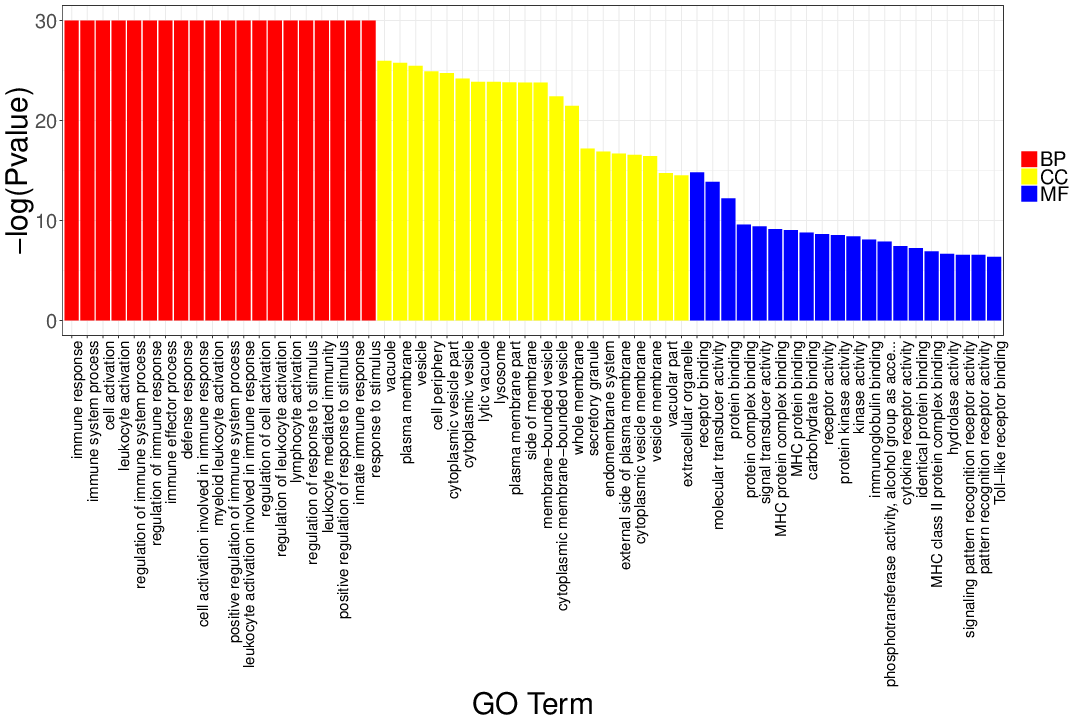 30
20
10
0
−log(Pvalue)
immune response
immune system process
cell activation
leukocyte activation
regulation of immune system process
regulation of immune response
immune effector process
defense response
cell activation involved in immune response
myeloid leukocyte activation
positive regulation of immune system process
leukocyte activation involved in immune response
regulation of cell activation
regulation of leukocyte activation
lymphocyte activation
regulation of response to stimulus
leukocyte mediated immunity
positive regulation of response to stimulus
innate immune response
response to stimulus
vacuole
plasma membrane
vesicle
cell periphery
cytoplasmic vesicle part
cytoplasmic vesicle
lytic vacuole
lysosome
plasma membrane part
side of membrane
membrane−bounded vesicle
cytoplasmic membrane−bounded vesicle
whole membrane
secretory granule
endomembrane system
external side of plasma membrane
cytoplasmic vesicle membrane
vesicle membrane
vacuolar part
extracellular organelle
receptor binding
molecular transducer activity
protein binding
protein complex binding
signal transducer activity
MHC protein complex binding
MHC protein binding
carbohydrate binding
receptor activity
protein kinase activity
kinase activity
immunoglobulin binding
phosphotransferase activity, alcohol group as acce...
cytokine receptor activity
identical protein binding
MHC class II protein complex binding
hydrolase activity
signaling pattern recognition receptor activity
pattern recognition receptor activity
Toll−like receptor binding
GO Term
BP
CC
MF